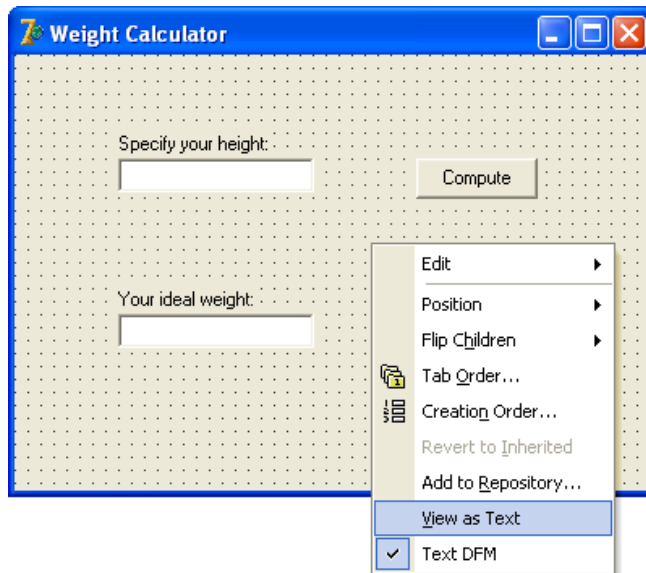 Weight Calculator
Specify your height:
Compute
Your ideal weight:
Edit
Position
Flip Children
Tab Order...
Creation Order...
Revert to Inherited
Add to Repository...
View as Text
Text DFM